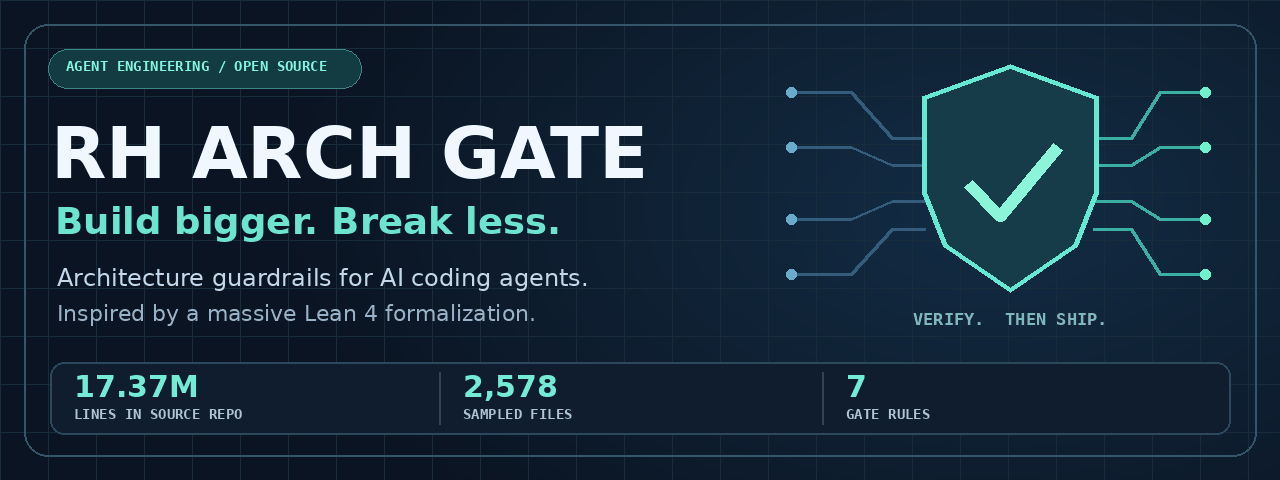 AGENT ENGINEERING / OPEN SOURCE
RH ARCH GATE
Build bigger. Break less.
Architecture guardrails for AI coding agents.
Inspired by a massive Lean 4 formalization.
VERIFY. THEN SHIP.
17.37M
LINES IN SOURCE REPO
2,578
SAMPLED FILES
7
GATE RULES